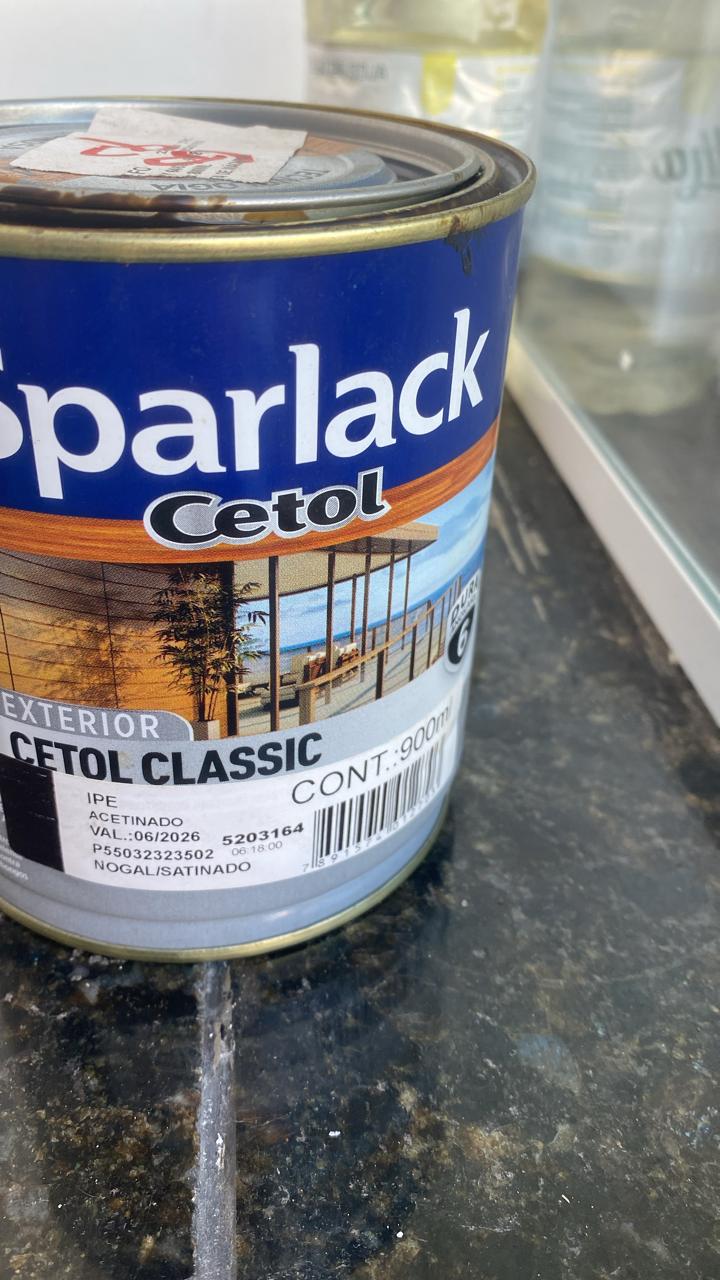 Sparlack
Cetol
DURA
6
EXTERIOR
CETOL CLASSIC
CONT.:900ml
IPE
ACETINADO
VAL.:06/2026 5203164
P55032323502 06:18:00
NOGAL/SATINADO